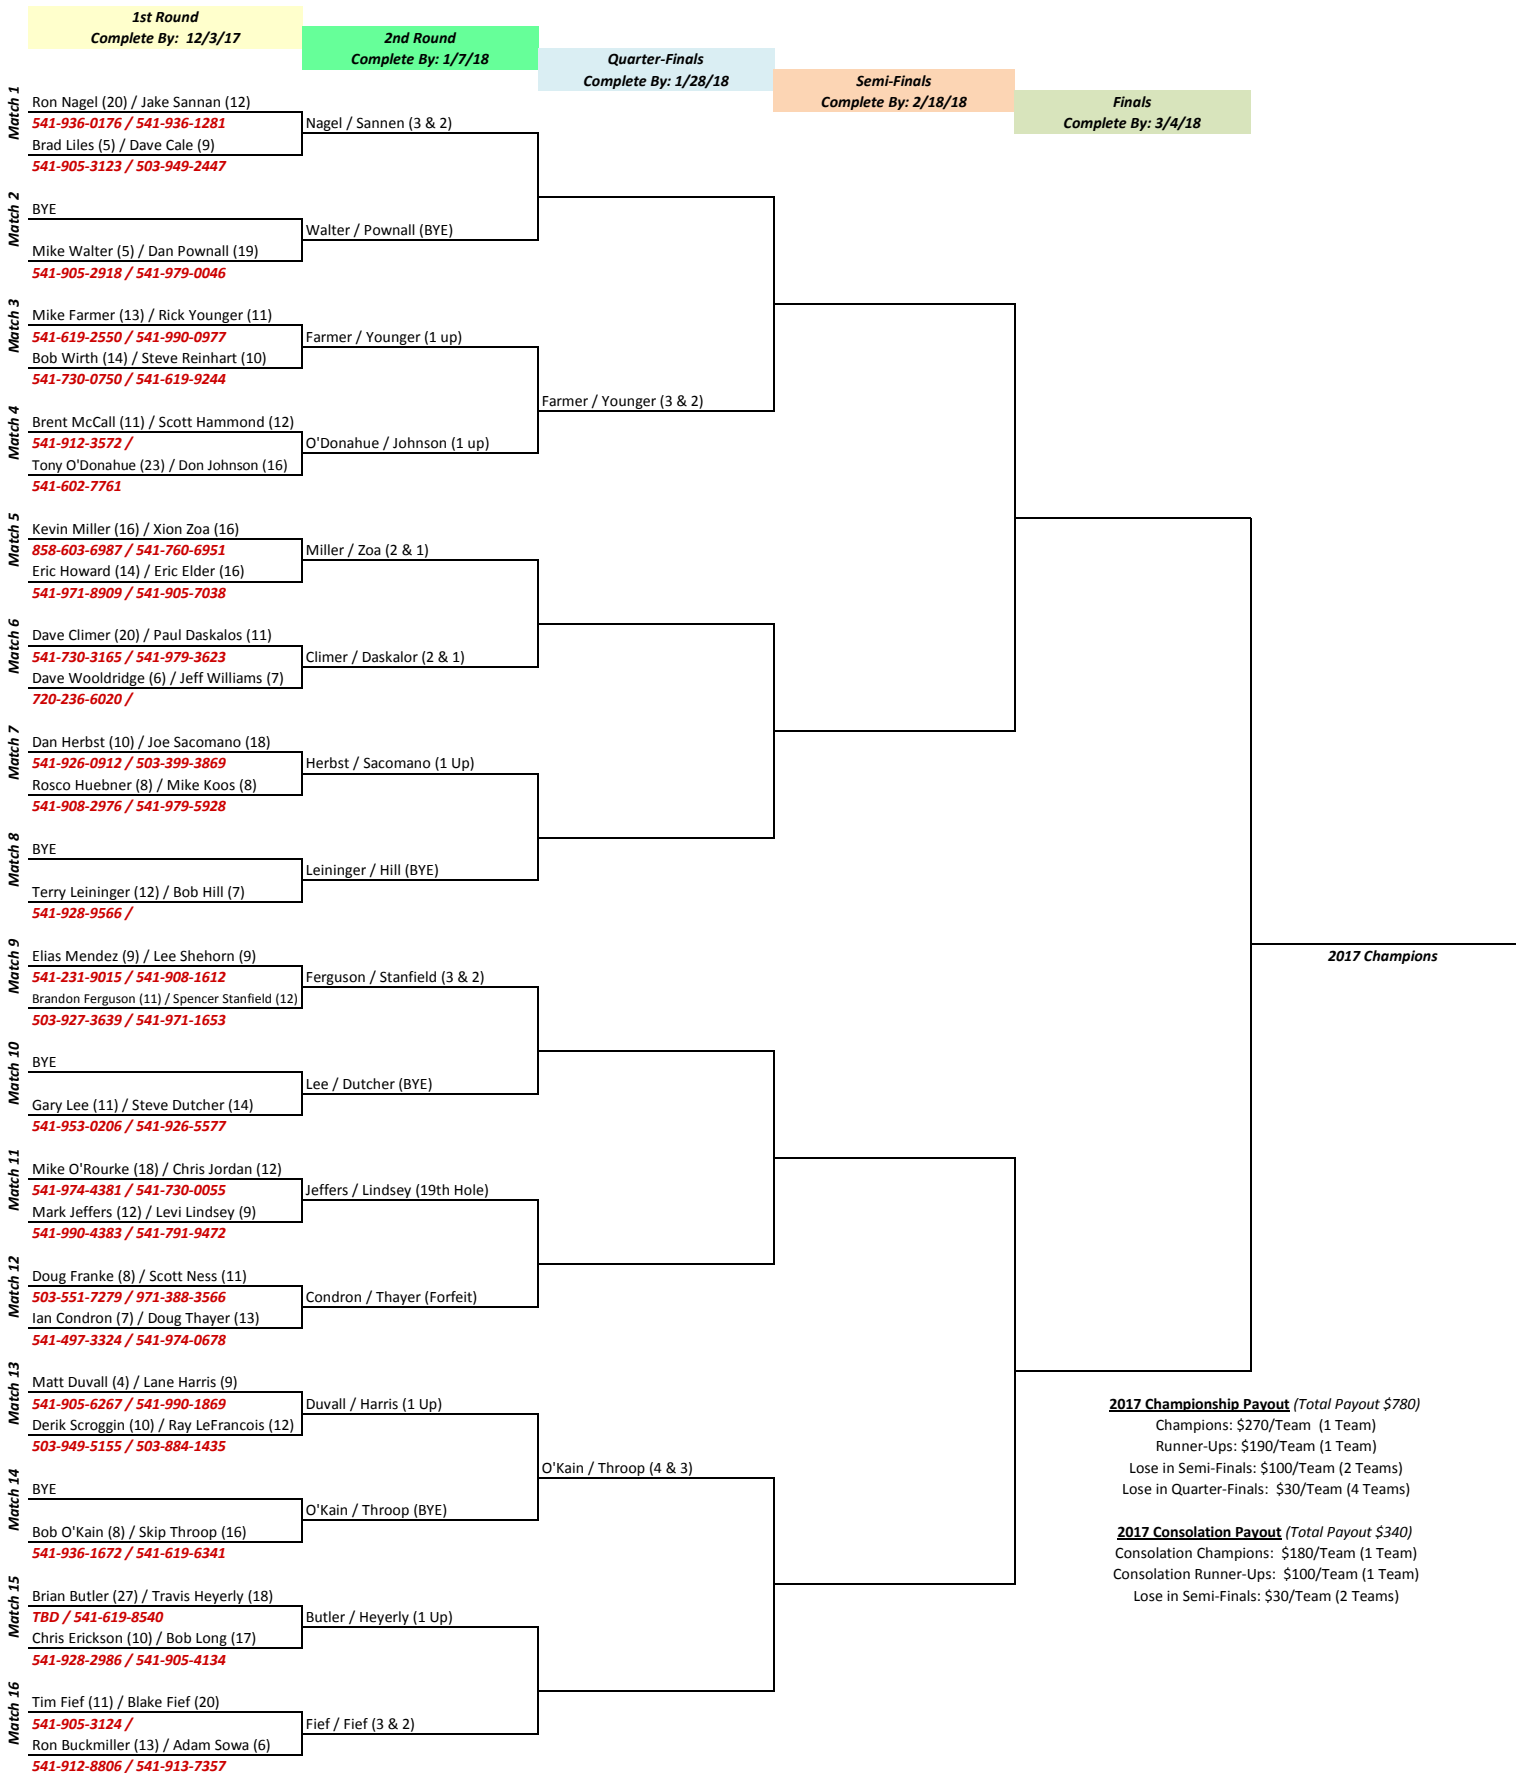 1st Round
Complete By:  12/3/17
2nd Round
Complete By: 1/7/18
Quarter-Finals
Complete By: 1/28/18
Semi-Finals
Complete By: 2/18/18
Finals
Complete By: 3/4/18
Match 1
Ron Nagel (20) / Jake Sannan (12)
541-936-0176 / 541-936-1281
Brad Liles (5) / Dave Cale (9)
541-905-3123 / 503-949-2447
Nagel / Sannen (3 & 2)
Match 2
BYE
Mike Walter (5) / Dan Pownall (19)
541-905-2918 / 541-979-0046
Walter / Pownall (BYE)
Match 3
Mike Farmer (13) / Rick Younger (11)
541-619-2550 / 541-990-0977
Bob Wirth (14) / Steve Reinhart (10)
541-730-0750 / 541-619-9244
Farmer / Younger (1 up)
Farmer / Younger (3 & 2)
Match 4
Brent McCall (11) / Scott Hammond (12)
541-912-3572 /
Tony O'Donahue (23) / Don Johnson (16)
541-602-7761
O'Donahue / Johnson (1 up)
Match 5
Kevin Miller (16) / Xion Zoa (16)
858-603-6987 / 541-760-6951
Eric Howard (14) / Eric Elder (16)
541-971-8909 / 541-905-7038
Miller / Zoa (2 & 1)
Match 6
Dave Climer (20) / Paul Daskalos (11)
541-730-3165 / 541-979-3623
Dave Wooldridge (6) / Jeff Williams (7)
720-236-6020 /
Climer / Daskalor (2 & 1)
Match 7
Dan Herbst (10) / Joe Sacomano (18)
541-926-0912 / 503-399-3869
Rosco Huebner (8) / Mike Koos (8)
541-908-2976 / 541-979-5928
Herbst / Sacomano (1 Up)
Match 8
BYE
Terry Leininger (12) / Bob Hill (7)
541-928-9566 /
Leininger / Hill (BYE)
Match 9
Elias Mendez (9) / Lee Shehorn (9)
541-231-9015 / 541-908-1612
Brandon Ferguson (11) / Spencer Stanfield (12)
503-927-3639 / 541-971-1653
Ferguson / Stanfield (3 & 2)
2017 Champions
Match 10
BYE
Gary Lee (11) / Steve Dutcher (14)
541-953-0206 / 541-926-5577
Lee / Dutcher (BYE)
Match 11
Mike O'Rourke (18) / Chris Jordan (12)
541-974-4381 / 541-730-0055
Mark Jeffers (12) / Levi Lindsey (9)
541-990-4383 / 541-791-9472
Jeffers / Lindsey (19th Hole)
Match 12
Doug Franke (8) / Scott Ness (11)
503-551-7279 / 971-388-3566
Ian Condron (7) / Doug Thayer (13)
541-497-3324 / 541-974-0678
Condron / Thayer (Forfeit)
Match 13
Matt Duvall (4) / Lane Harris (9)
541-905-6267 / 541-990-1869
Derik Scroggin (10) / Ray LeFrancois (12)
503-949-5155 / 503-884-1435
Duvall / Harris (1 Up)
O'Kain / Throop (4 & 3)
Match 14
BYE
Bob O'Kain (8) / Skip Throop (16)
541-936-1672 / 541-619-6341
O'Kain / Throop (BYE)
Match 15
Brian Butler (27) / Travis Heyerly (18)
TBD / 541-619-8540
Chris Erickson (10) / Bob Long (17)
541-928-2986 / 541-905-4134
Butler / Heyerly (1 Up)
Match 16
Tim Fief (11) / Blake Fief (20)
541-905-3124 /
Ron Buckmiller (13) / Adam Sowa (6)
541-912-8806 / 541-913-7357
Fief / Fief (3 & 2)
2017 Championship Payout (Total Payout $780)
Champions: $270/Team  (1 Team)
Runner-Ups: $190/Team (1 Team)
Lose in Semi-Finals: $100/Team (2 Teams)
Lose in Quarter-Finals:  $30/Team (4 Teams)
2017 Consolation Payout (Total Payout $340)
Consolation Champions:  $180/Team (1 Team)
Consolation Runner-Ups:  $100/Team (1 Team)
Lose in Semi-Finals: $30/Team (2 Teams)